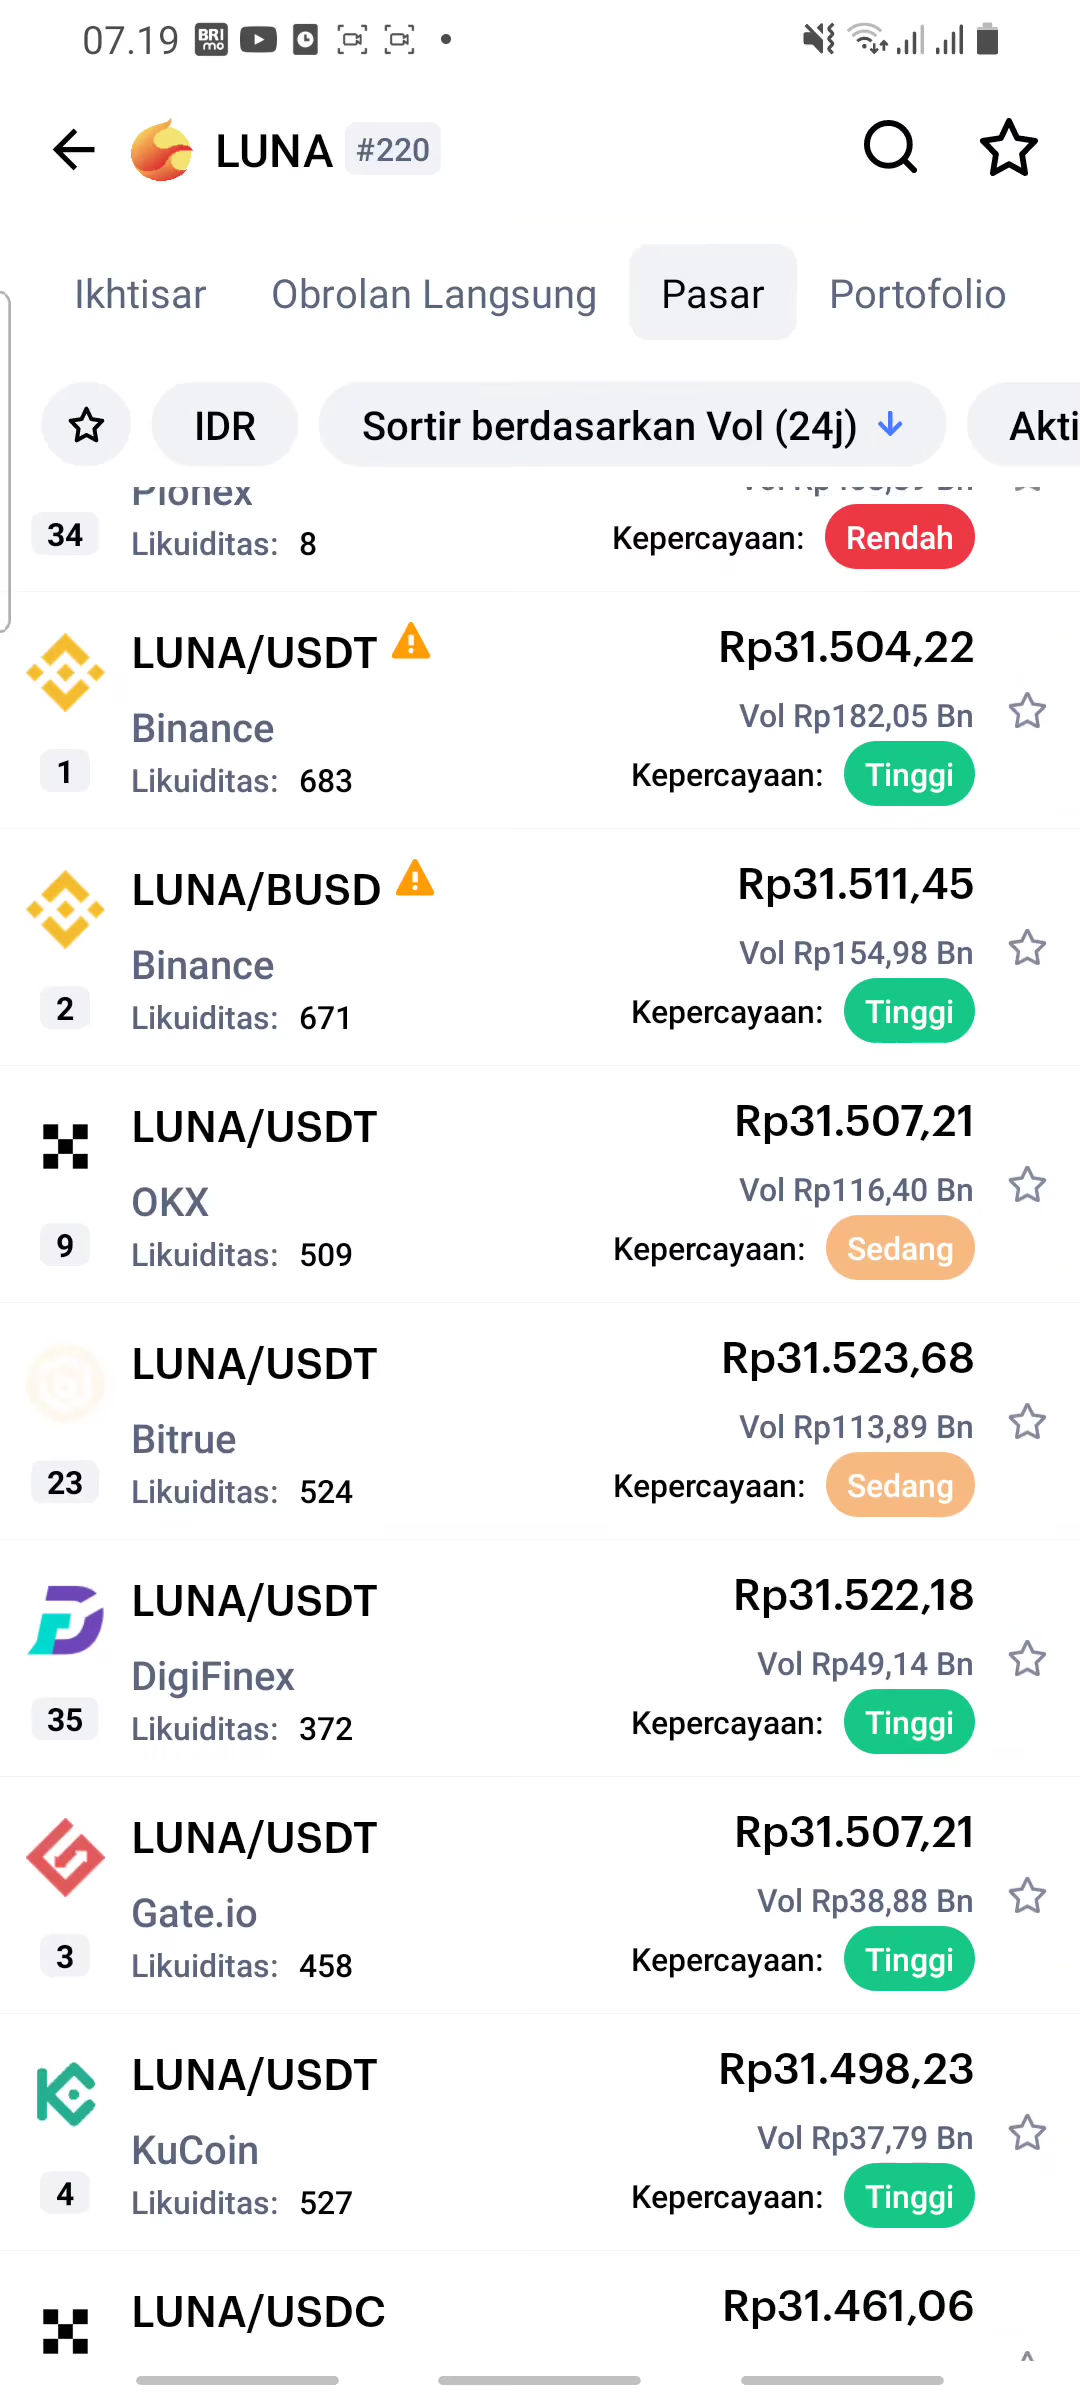 07.19 BRI mo
LUNA #220
Ikhtisar Obrolan Langsung Pasar Portofolio
IDR Sortir berdasarkan Vol (24j) Akti
Pionex
34 Likuiditas: 8 Kepercayaan: Rendah
LUNA/USDT Rp31.504,22
Binance Vol Rp182,05 Bn
1 Likuiditas: 683 Kepercayaan: Tinggi
LUNA/BUSD Rp31.511,45
Binance Vol Rp154,98 Bn
2 Likuiditas: 671 Kepercayaan: Tinggi
LUNA/USDT Rp31.507,21
OKX Vol Rp116,40 Bn
9 Likuiditas: 509 Kepercayaan: Sedang
LUNA/USDT Rp31.523,68
Bitrue Vol Rp113,89 Bn
23 Likuiditas: 524 Kepercayaan: Sedang
LUNA/USDT Rp31.522,18
DigiFinex Vol Rp49,14 Bn
35 Likuiditas: 372 Kepercayaan: Tinggi
LUNA/USDT Rp31.507,21
Gate.io Vol Rp38,88 Bn
3 Likuiditas: 458 Kepercayaan: Tinggi
LUNA/USDT Rp31.498,23
KuCoin Vol Rp37,79 Bn
4 Likuiditas: 527 Kepercayaan: Tinggi
LUNA/USDC Rp31.461,06